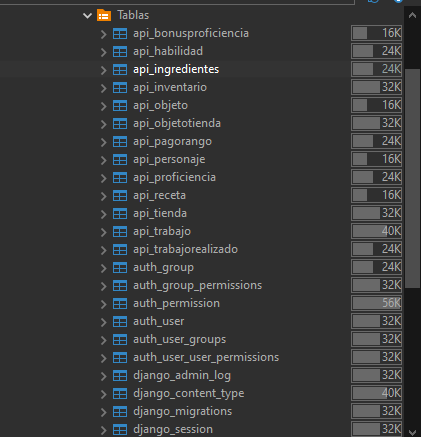 Tablas
api_bonusproficiencia 16K
api_habilidad 24K
api_ingredientes 24K
api_inventario 32K
api_objeto 16K
api_objetotienda 32K
api_pagorango 24K
api_personaje 16K
api_proficiencia 24K
api_receta 16K
api_tienda 32K
api_trabajo 40K
api_trabajorealizado 24K
auth_group 24K
auth_group_permissions 32K
auth_permission 56K
auth_user 32K
auth_user_groups 32K
auth_user_user_permissions 32K
django_admin_log 32K
django_content_type 40K
django_migrations 32K
django_session 32K